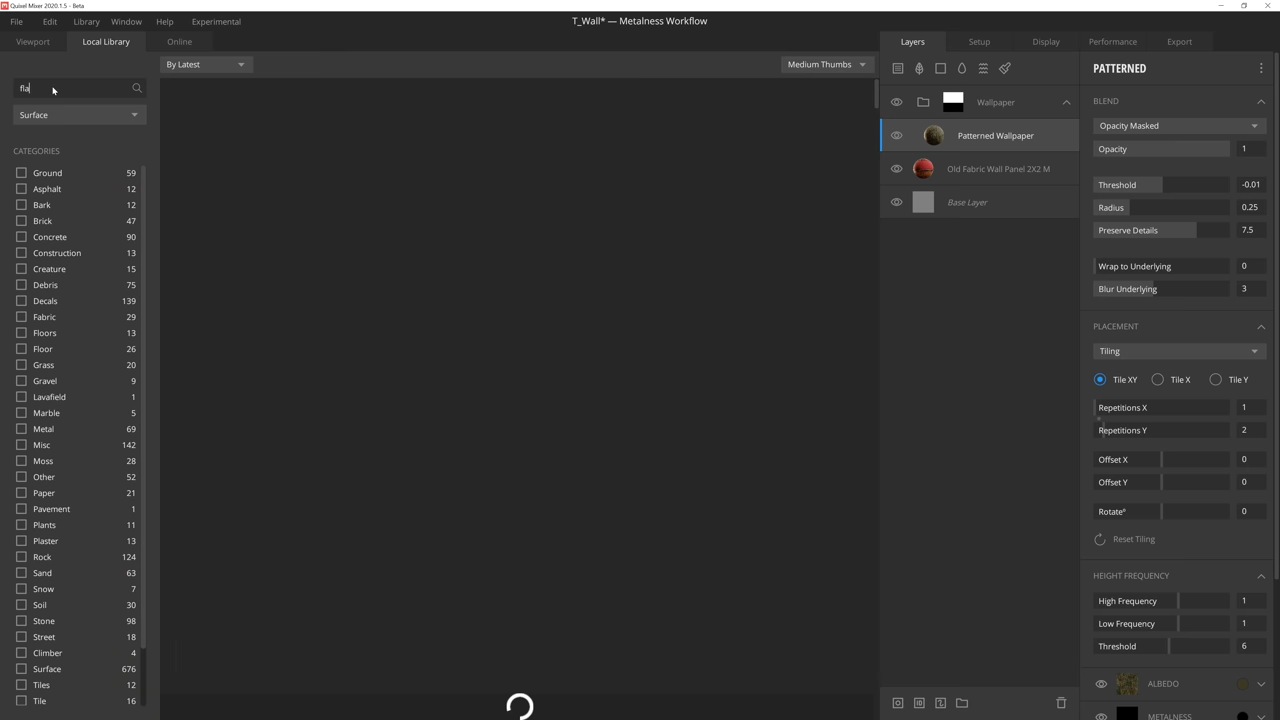 Quixel Mixer 2020.1.5 - Beta
File Edit Library Window Help Experimental
T_Wall* — Metalness Workflow
Viewport Local Library Online
Layers Setup Display Performance Export
fla
Surface
By Latest
Medium Thumbs
CATEGORIES
Ground 59
Asphalt 12
Bark 12
Brick 47
Concrete 90
Construction 13
Creature 15
Debris 75
Decals 139
Fabric 29
Floors 13
Floor 26
Grass 20
Gravel 9
Lavafield 1
Marble 5
Metal 69
Misc 142
Moss 28
Other 52
Paper 21
Pavement 1
Plants 11
Plaster 13
Rock 124
Sand 63
Snow 7
Soil 30
Stone 98
Street 18
Climber 4
Surface 676
Tiles 12
Tile 16
Wallpaper
Patterned Wallpaper
Old Fabric Wall Panel 2X2 M
Base Layer
PATTERNED
BLEND
Opacity Masked
Opacity 1
Threshold -0.01
Radius 0.25
Preserve Details 7.5
Wrap to Underlying 0
Blur Underlying 3
PLACEMENT
Tiling
Tile XY Tile X Tile Y
Repetitions X 1
Repetitions Y 2
Offset X 0
Offset Y 0
Rotate° 0
Reset Tiling
HEIGHT FREQUENCY
High Frequency 1
Low Frequency 1
Threshold 6
ALBEDO
METALNESS